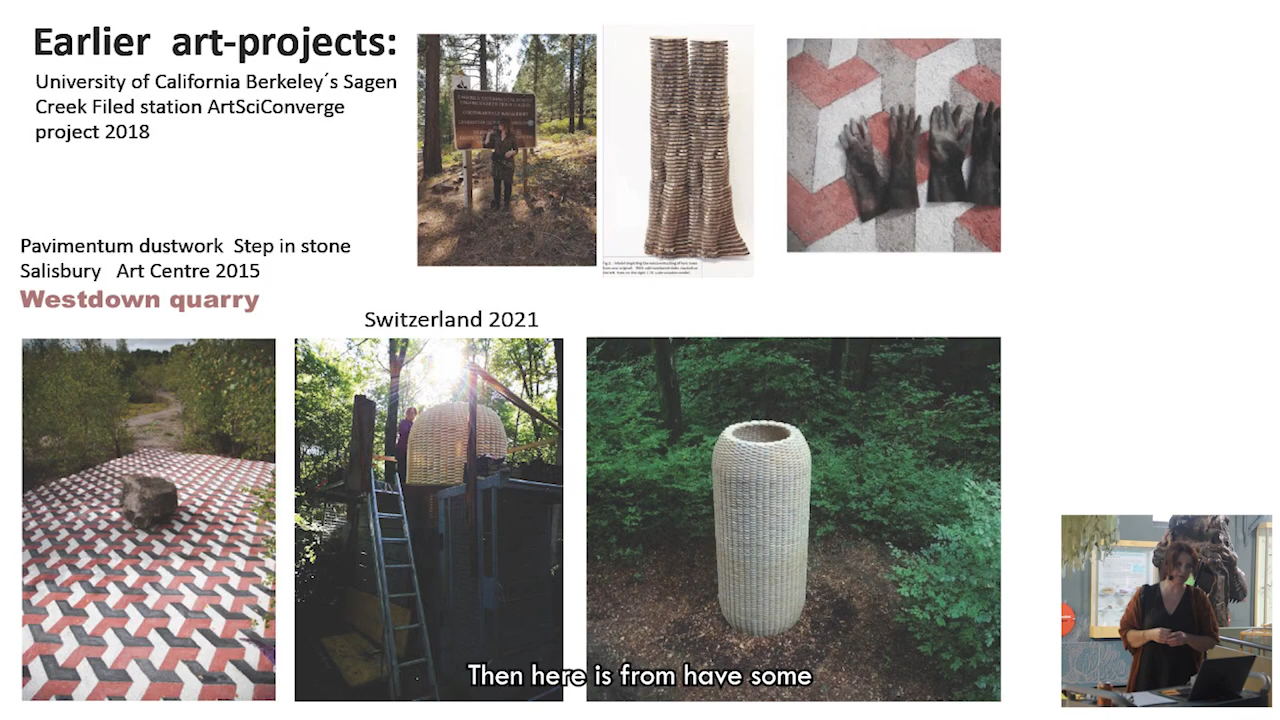 Earlier art-projects:
University of California Berkeley´s Sagen
Creek Filed station ArtSciConverge
project 2018
Pavimentum dustwork Step in stone
Salisbury Art Centre 2015
Westdown quarry
Switzerland 2021
Then here is from have some